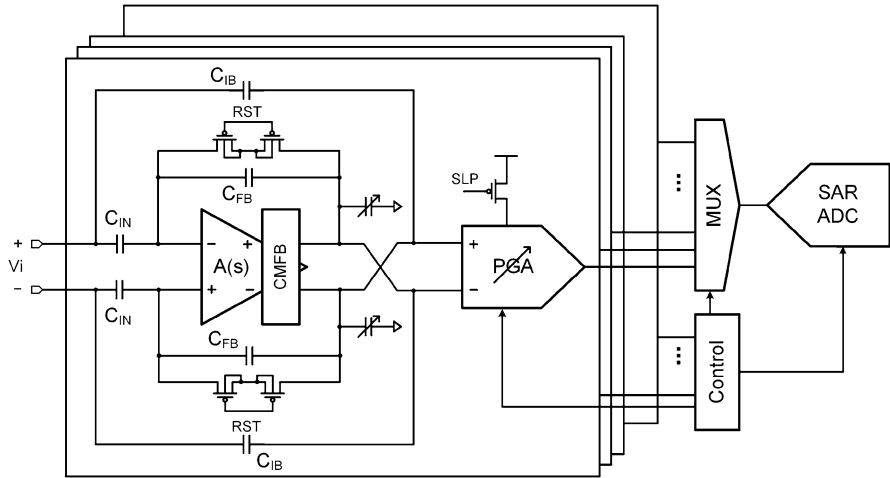 C_IB
RST
C_FB
C_IN
+
Vi
−
C_IN
−
+
+
−
A(s)
CMFB
C_FB
RST
C_IB
SLP
+
PGA
−
...
MUX
SAR
ADC
...
Control